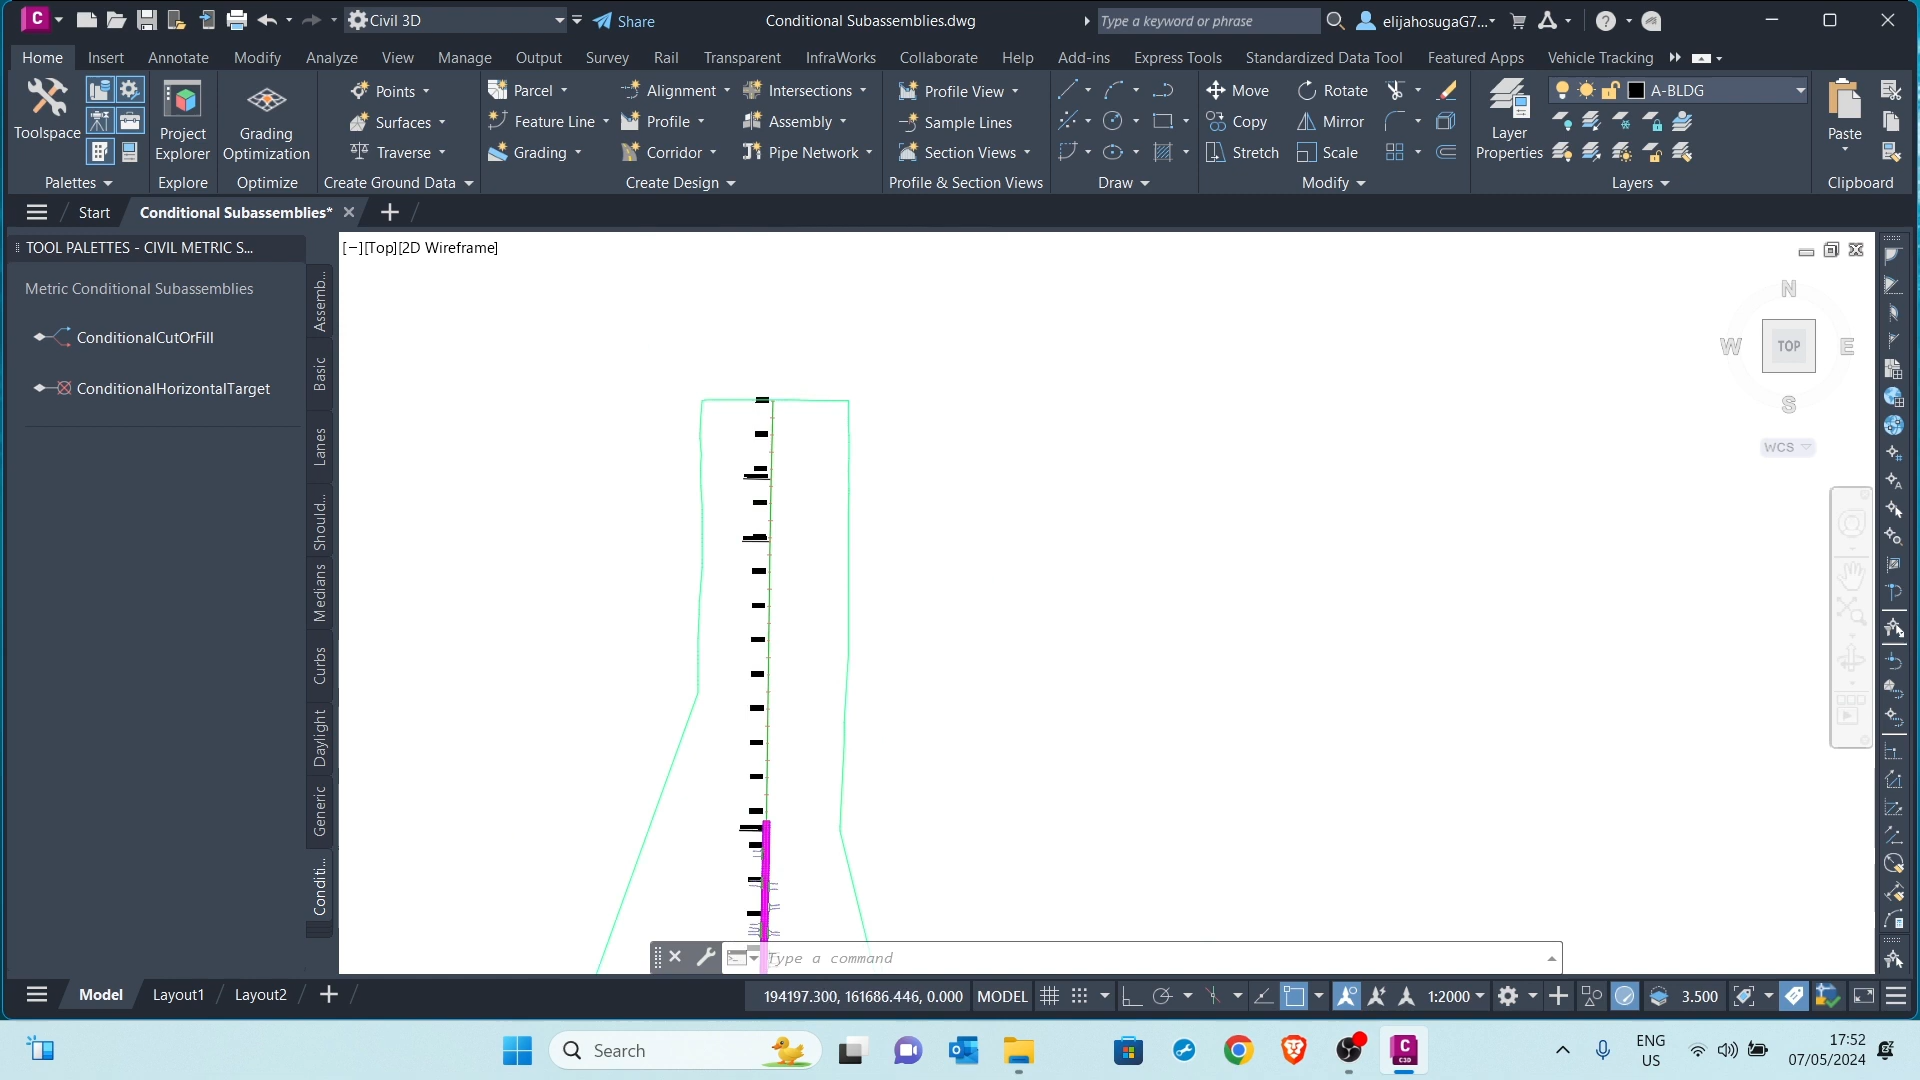 C
Civil 3D
Share
Conditional Subassemblies.dwg
Type a keyword or phrase
elijahosugaG7...
Home
Insert
Annotate
Modify
Analyze
View
Manage
Output
Survey
Rail
Transparent
InfraWorks
Collaborate
Help
Add-ins
Express Tools
Standardized Data Tool
Featured Apps
Vehicle Tracking
Toolspace
Palettes
Project
Explorer
Explore
Grading
Optimization
Optimize
Points
Surfaces
Traverse
Create Ground Data
Parcel
Feature Line
Grading
Alignment
Profile
Corridor
Intersections
Assembly
Pipe Network
Create Design
Profile View
Sample Lines
Section Views
Profile & Section Views
Draw
Move
Copy
Stretch
Rotate
Mirror
Scale
Modify
Layer
Properties
A-BLDG
Layers
Paste
Clipboard
Start
Conditional Subassemblies*
TOOL PALETTES - CIVIL METRIC S...
Metric Conditional Subassemblies
ConditionalCutOrFill
ConditionalHorizontalTarget
Assemb...
Basic
Lanes
Should...
Medians
Curbs
Daylight
Generic
Conditi...
[−][Top][2D Wireframe]
N
W
TOP
E
S
WCS
Type a command
Model
Layout1
Layout2
194197.300, 161686.446, 0.000
MODEL
1:2000
3.500
Search
C
C3D
ENG
US
17:52
07/05/2024